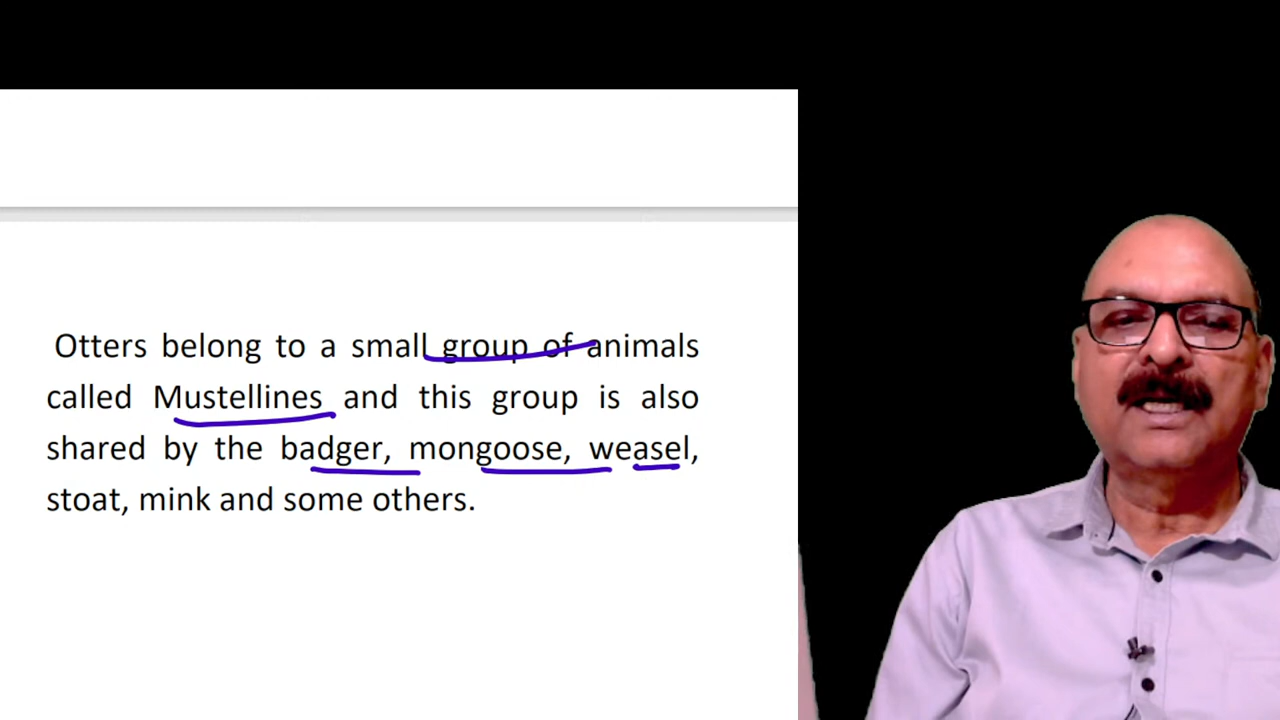 Otters belong to a small group of animals
called Mustellines and this group is also
shared by the badger, mongoose, weasel,
stoat, mink and some others.